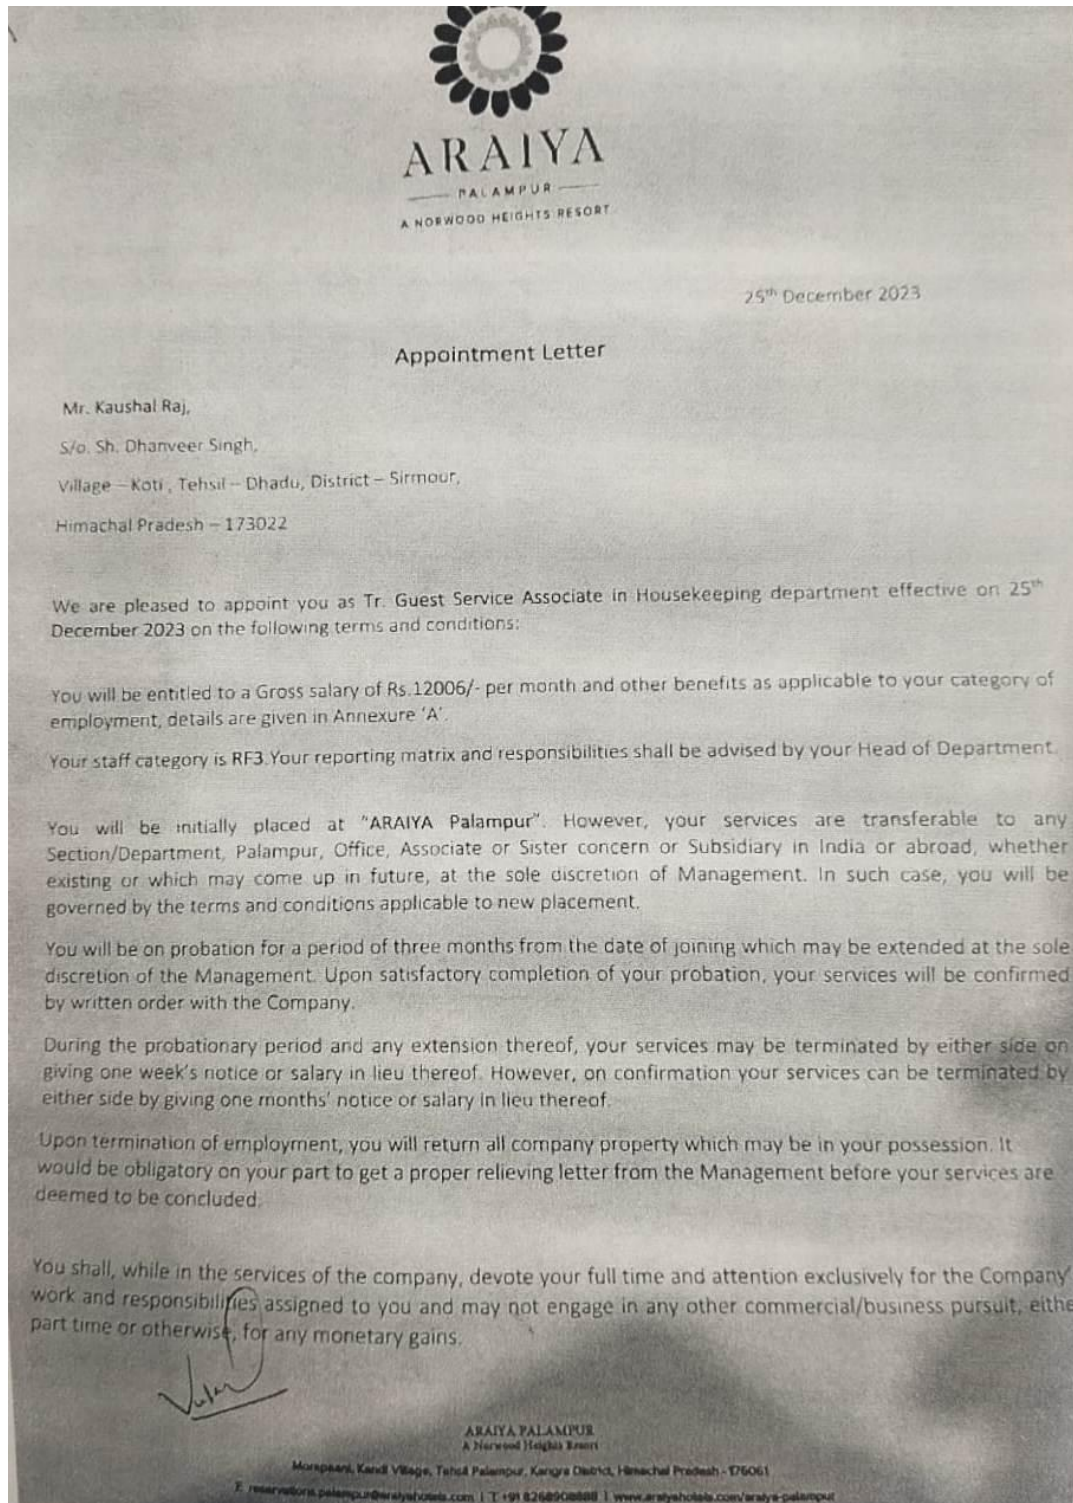 ARAIYA
PALAMPUR
A NORWOOD HEIGHTS RESORT
25th December 2023
Appointment Letter
Mr. Kaushal Raj,
S/o. Sh. Dhanveer Singh,
Village – Koti , Tehsil – Dhadu, District – Sirmour,
Himachal Pradesh – 173022
We are pleased to appoint you as Tr. Guest Service Associate in Housekeeping department effective on 25th
December 2023 on the following terms and conditions:
You will be entitled to a Gross salary of Rs.12006/- per month and other benefits as applicable to your category of
employment, details are given in Annexure ‘A’.
Your staff category is RF3.Your reporting matrix and responsibilities shall be advised by your Head of Department.
You will be initially placed at “ARAIYA Palampur”. However, your services are transferable to any
Section/Department, Palampur, Office, Associate or Sister concern or Subsidiary in India or abroad, whether
existing or which may come up in future, at the sole discretion of Management. In such case, you will be
governed by the terms and conditions applicable to new placement.
You will be on probation for a period of three months from the date of joining which may be extended at the sole
discretion of the Management. Upon satisfactory completion of your probation, your services will be confirmed
by written order with the Company.
During the probationary period and any extension thereof, your services may be terminated by either side on
giving one week’s notice or salary in lieu thereof. However, on confirmation your services can be terminated by
either side by giving one months’ notice or salary in lieu thereof.
Upon termination of employment, you will return all company property which may be in your possession. It
would be obligatory on your part to get a proper relieving letter from the Management before your services are
deemed to be concluded.
You shall, while in the services of the company, devote your full time and attention exclusively for the Company’
work and responsibilities assigned to you and may not engage in any other commercial/business pursuit, eithe
part time or otherwise, for any monetary gains.
ARAIYA PALAMPUR
A Norwood Heights Resort
Kandi Village, Tehsil Palampur, Kangra District, Himachal Pradesh - 176061
E reservations.palampur@araiyahotels.com | T +91 8268908888 | www.araiyahotels.com/araiya-palampur